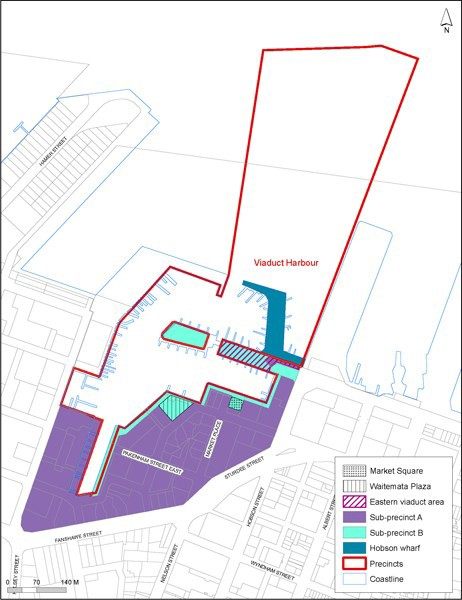 N
HAMER STREET
Viaduct Harbour
MARKET PLACE
PAKENHAM STREET EAST
STURDEE STREET
HOBSON STREET
ALBERT
FANSHAWE STREET
NELSON STREET
WYNDHAM STREET
0 70 140 M
Market Square
Waitemata Plaza
Eastern viaduct area
Sub-precinct A
Sub-precinct B
Hobson wharf
Precincts
Coastline